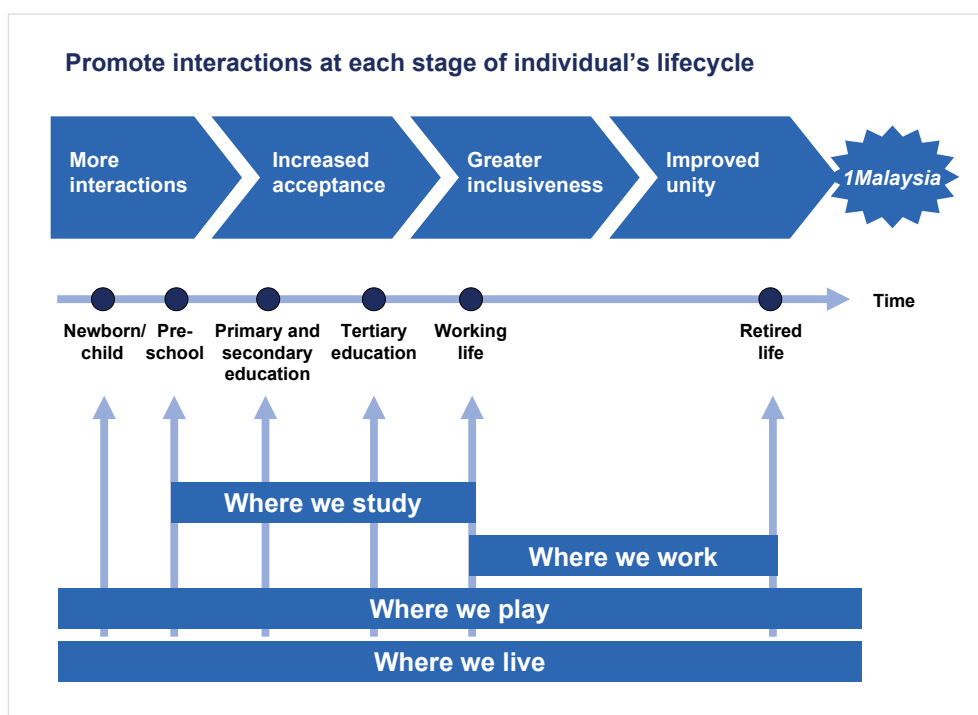 Promote interactions at each stage of individual’s lifecycle
More
interactions
Increased
acceptance
Greater
inclusiveness
Improved
unity
1Malaysia
Time
Newborn/
child
Pre-
school
Primary and
secondary
education
Tertiary
education
Working
life
Retired
life
Where we study
Where we work
Where we play
Where we live